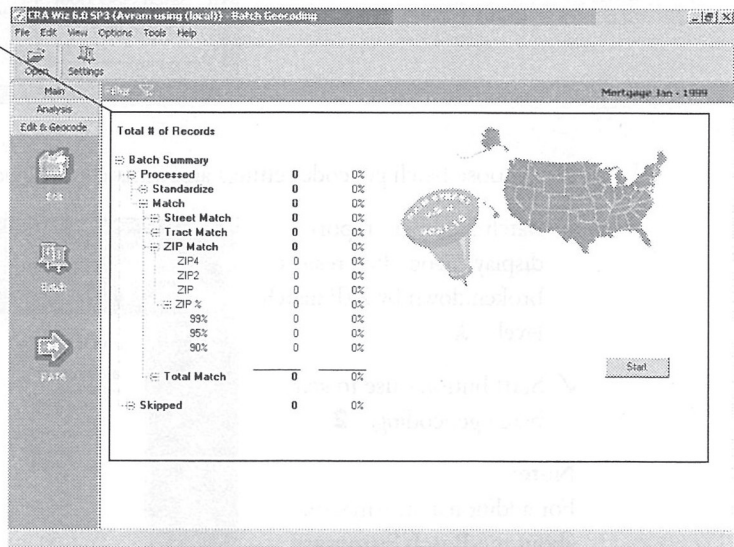 CRA Wiz 6.0 SP3 (Avram using (local)) - Batch Geocoding
File Edit View Options Tools Help
Open Settings
Main
Filter
Mortgage Jan - 1999
Analysis
Edit & Geocode
Edit
Batch
DATA
Total # of Records
Batch Summary
Processed 0 0%
Standardize 0 0%
Match 0 0%
Street Match 0 0%
Tract Match 0 0%
ZIP Match 0 0%
ZIP4 0 0%
ZIP2 0 0%
ZIP 0 0%
ZIP % 0 0%
99% 0 0%
95% 0 0%
90% 0 0%
Total Match 0 0%
Skipped 0 0%
Start